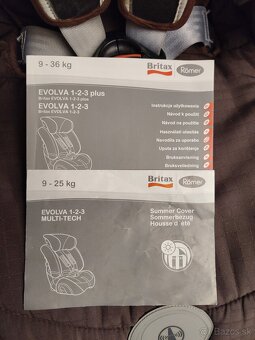 9 - 36 kg
Britax Römer
EVOLVA 1-2-3 plus
Britax EVOLVA 1-2-3 plus
EVOLVA 1-2-3
Britax EVOLVA 1-2-3
Instrukcja użytkowania
Návod k použití
Návod na použitie
Használati utasítás
Navodila za uporabo
Upute za korištenje
Bruksanvisning
Bruksveiledning
9 - 25 kg
Britax Römer
EVOLVA 1-2-3
MULTI-TECH
Summer Cover
Sommerbezug
Housse d´été
Bazos.sk